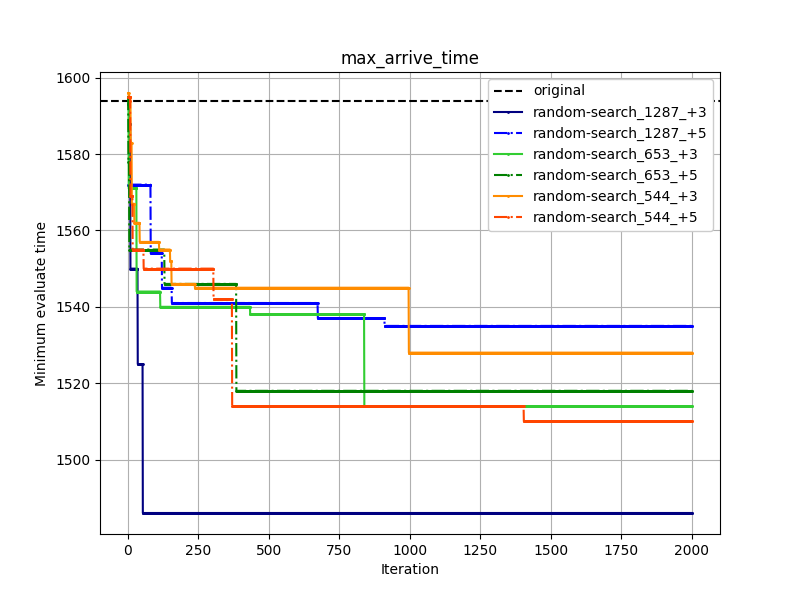 max_arrive_time
Minimum evaluate time
1600
1580
1560
1540
1520
1500
original
random-search_1287_+3
random-search_1287_+5
random-search_653_+3
random-search_653_+5
random-search_544_+3
random-search_544_+5
0 250 500 750 1000 1250 1500 1750 2000
Iteration